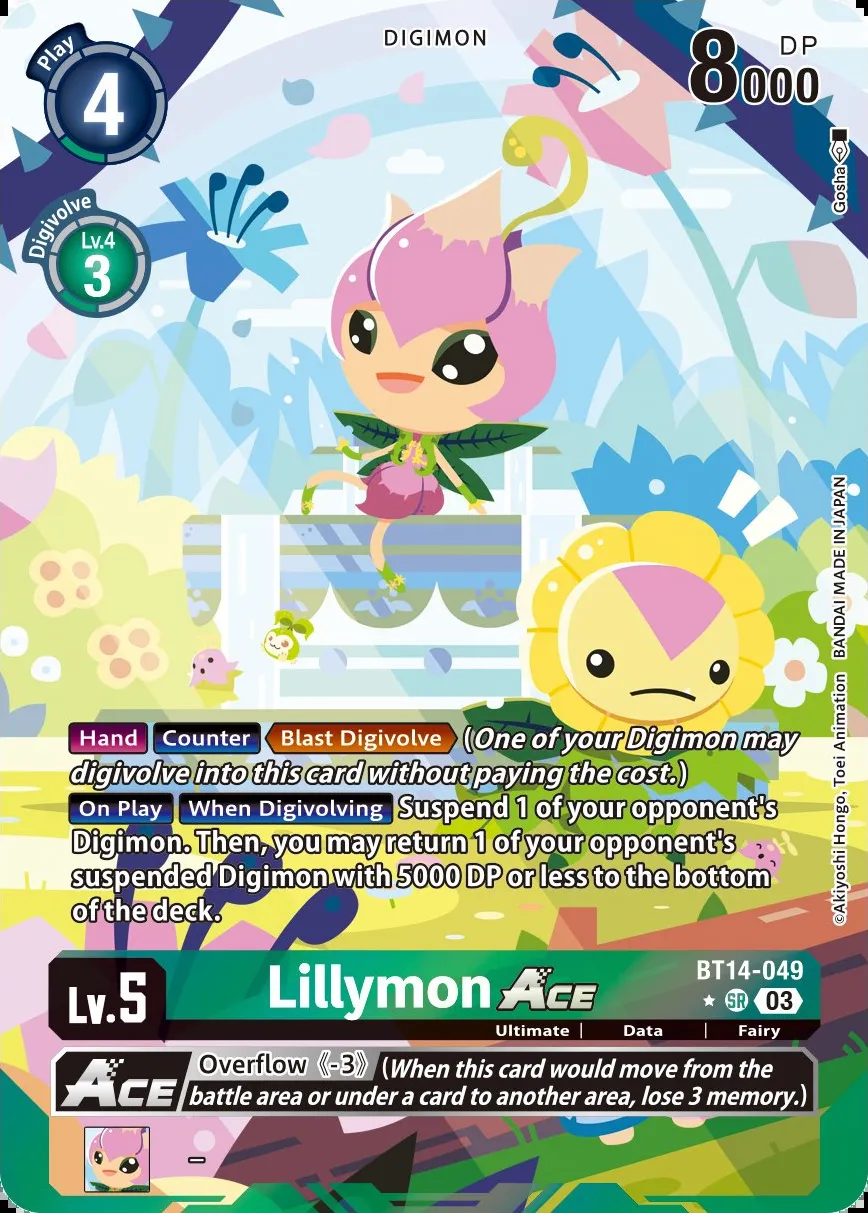 Play
4
DIGIMON
DP
8000
Digivolve
Lv.4
3
Gosha
BANDAI MADE IN JAPAN
©Akiyoshi Hongo, Toei Animation
Hand Counter Blast Digivolve (One of your Digimon may
digivolve into this card without paying the cost.)
On Play When Digivolving Suspend 1 of your opponent's
Digimon. Then, you may return 1 of your opponent's
suspended Digimon with 5000 DP or less to the bottom
of the deck.
Lv.5
Lillymon ACE
BT14-049
SR 03
Ultimate | Data | Fairy
ACE
Overflow 《-3》 (When this card would move from the
battle area or under a card to another area, lose 3 memory.)
-